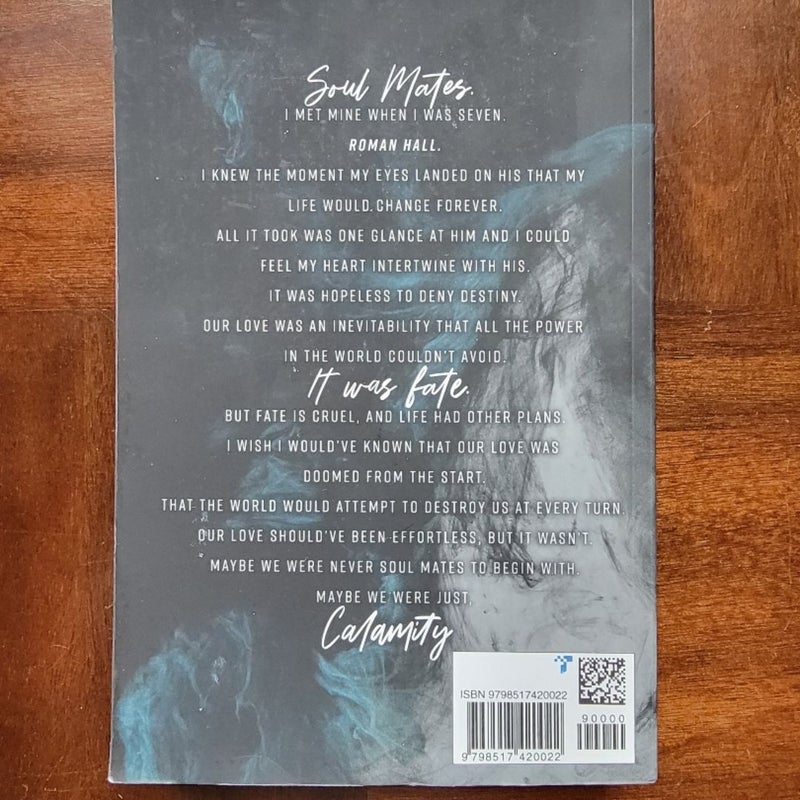 Soul Mates.
I MET MINE WHEN I WAS SEVEN.
ROMAN HALL.
I KNEW THE MOMENT MY EYES LANDED ON HIS THAT MY
LIFE WOULD CHANGE FOREVER.
ALL IT TOOK WAS ONE GLANCE AT HIM AND I COULD
FEEL MY HEART INTERTWINE WITH HIS.
IT WAS HOPELESS TO DENY DESTINY.
OUR LOVE WAS AN INEVITABILITY THAT ALL THE POWER
IN THE WORLD COULDN'T AVOID.
It was fate.
BUT FATE IS CRUEL, AND LIFE HAD OTHER PLANS.
I WISH I WOULD'VE KNOWN THAT OUR LOVE WAS
DOOMED FROM THE START.
THAT THE WORLD WOULD ATTEMPT TO DESTROY US AT EVERY TURN.
OUR LOVE SHOULD'VE BEEN EFFORTLESS, BUT IT WASN'T.
MAYBE WE WERE NEVER SOUL MATES TO BEGIN WITH.
MAYBE WE WERE JUST,
Calamity
ISBN 9798517420022
90000
9 798517 420022